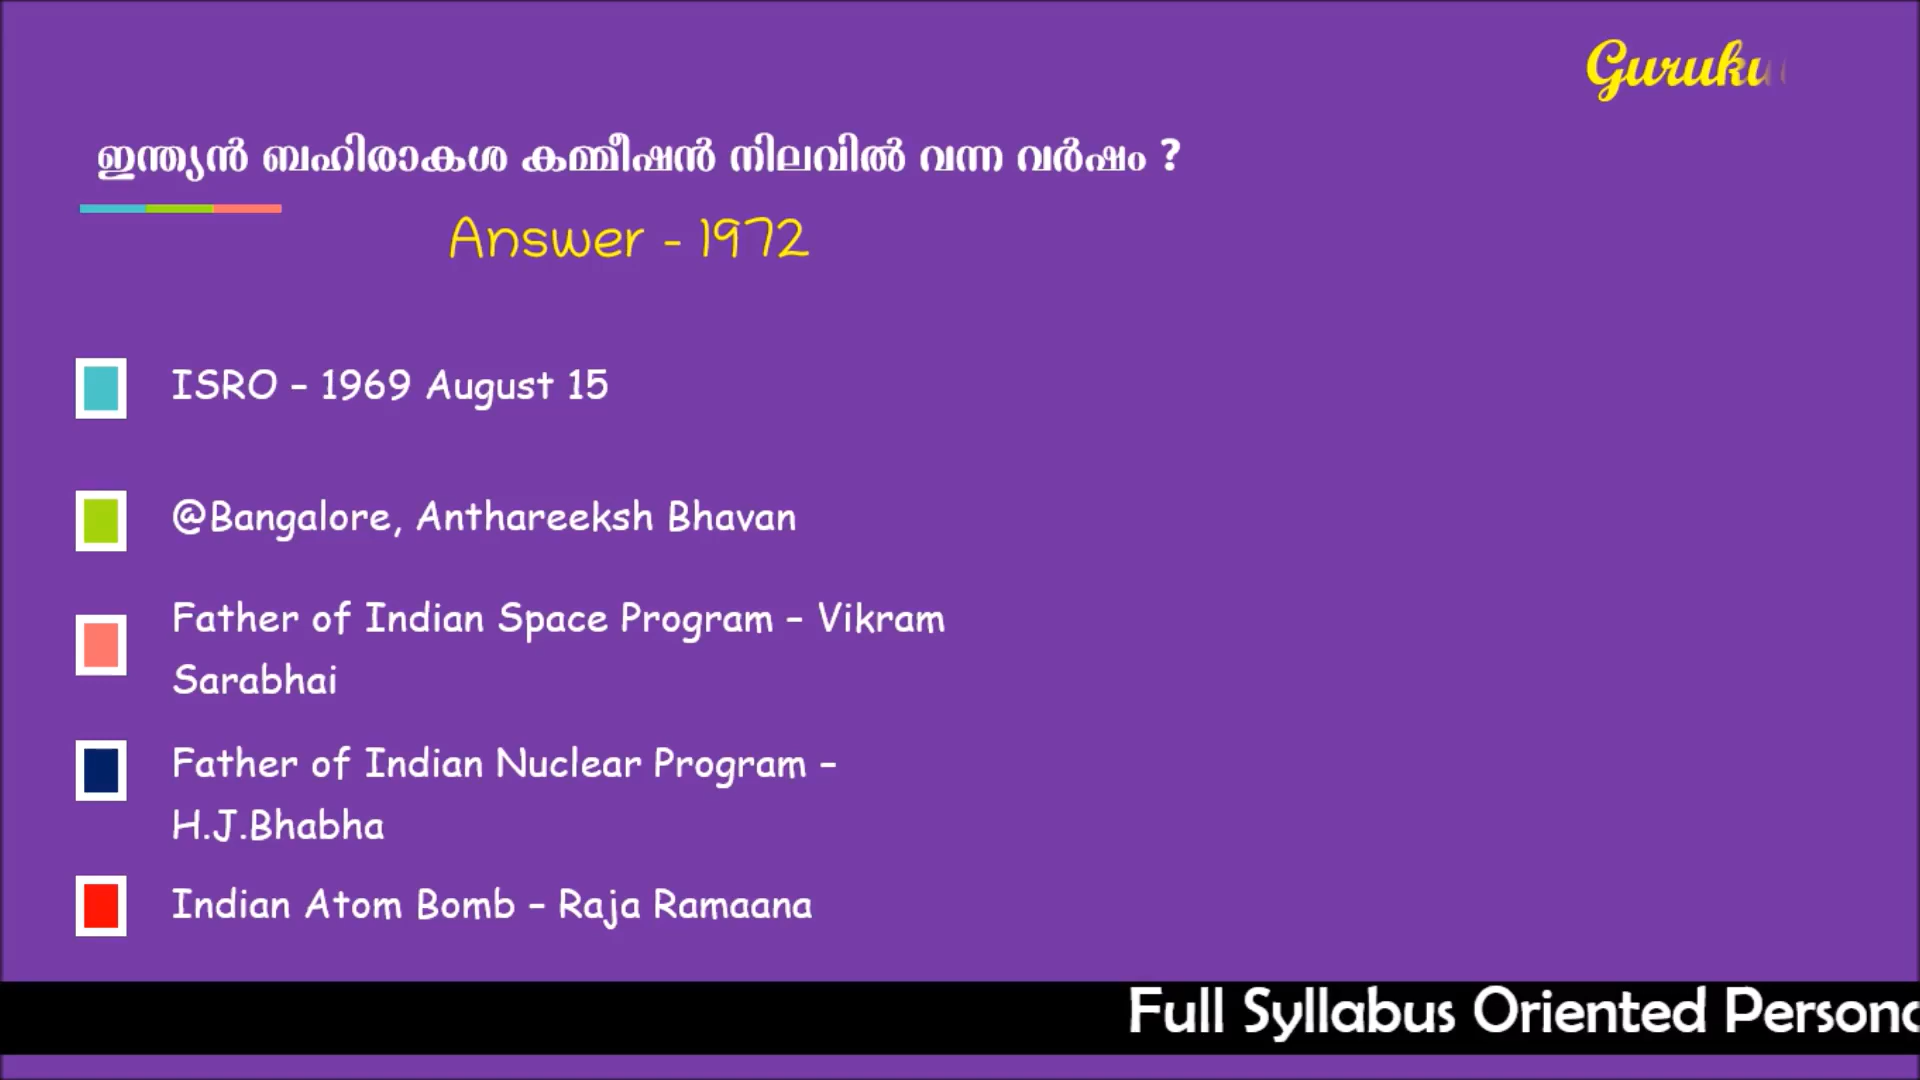 Guruku
ഇന്ത്യൻ ബഹിരാകശ കമ്മീഷൻ നിലവിൽ വന്ന വർഷം ?
Answer - 1972
ISRO – 1969 August 15
@Bangalore, Anthareeksh Bhavan
Father of Indian Space Program – Vikram
Sarabhai
Father of Indian Nuclear Program –
H.J.Bhabha
Indian Atom Bomb – Raja Ramaana
Full Syllabus Oriented Persona